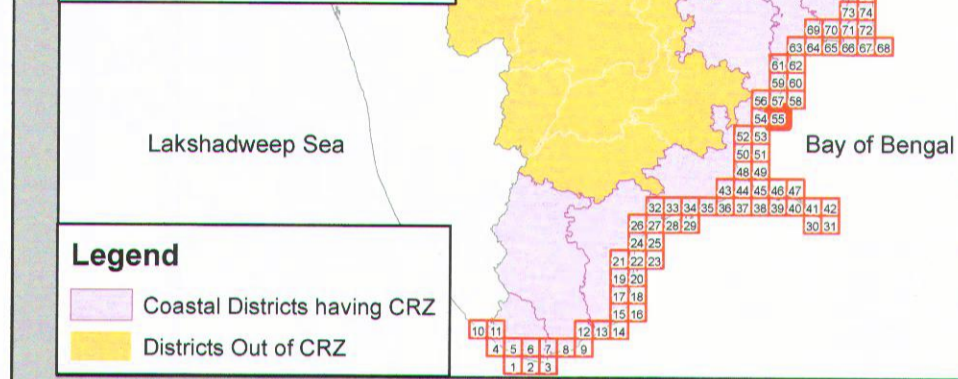 73 74
69 70 71 72
63 64 65 66 67 68
61 62
59 60
56 57 58
54 55
Lakshadweep Sea
52 53
Bay of Bengal
50 51
48 49
43 44 45 46 47
32 33 34 35 36 37 38 39 40 41 42
26 27 28 29 30 31
24 25
Legend
21 22 23
19 20
Coastal Districts having CRZ
17 18
15 16
10 11 12 13 14
Districts Out of CRZ
4 5 6 7 8 9
1 2 3